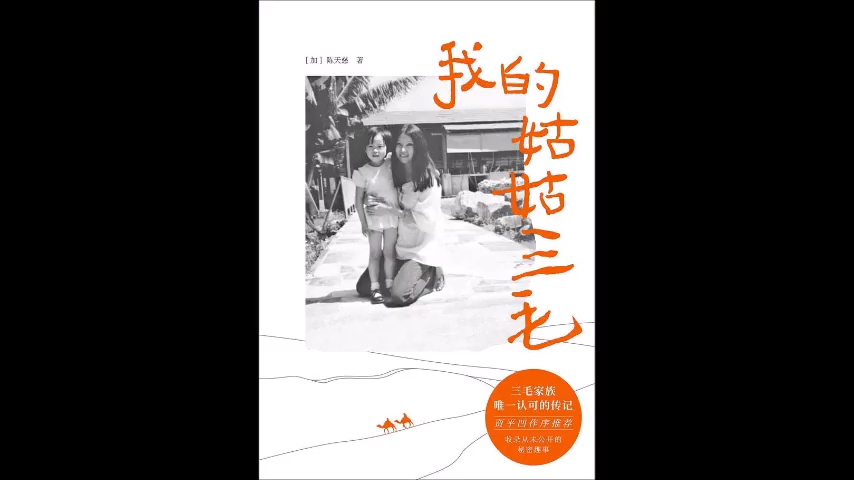 [加] 陈天慈 著
我的姑姑三毛
三毛家族
唯一认可的传记
贾平凹作序推荐
收录从未公开的
秘密趣事